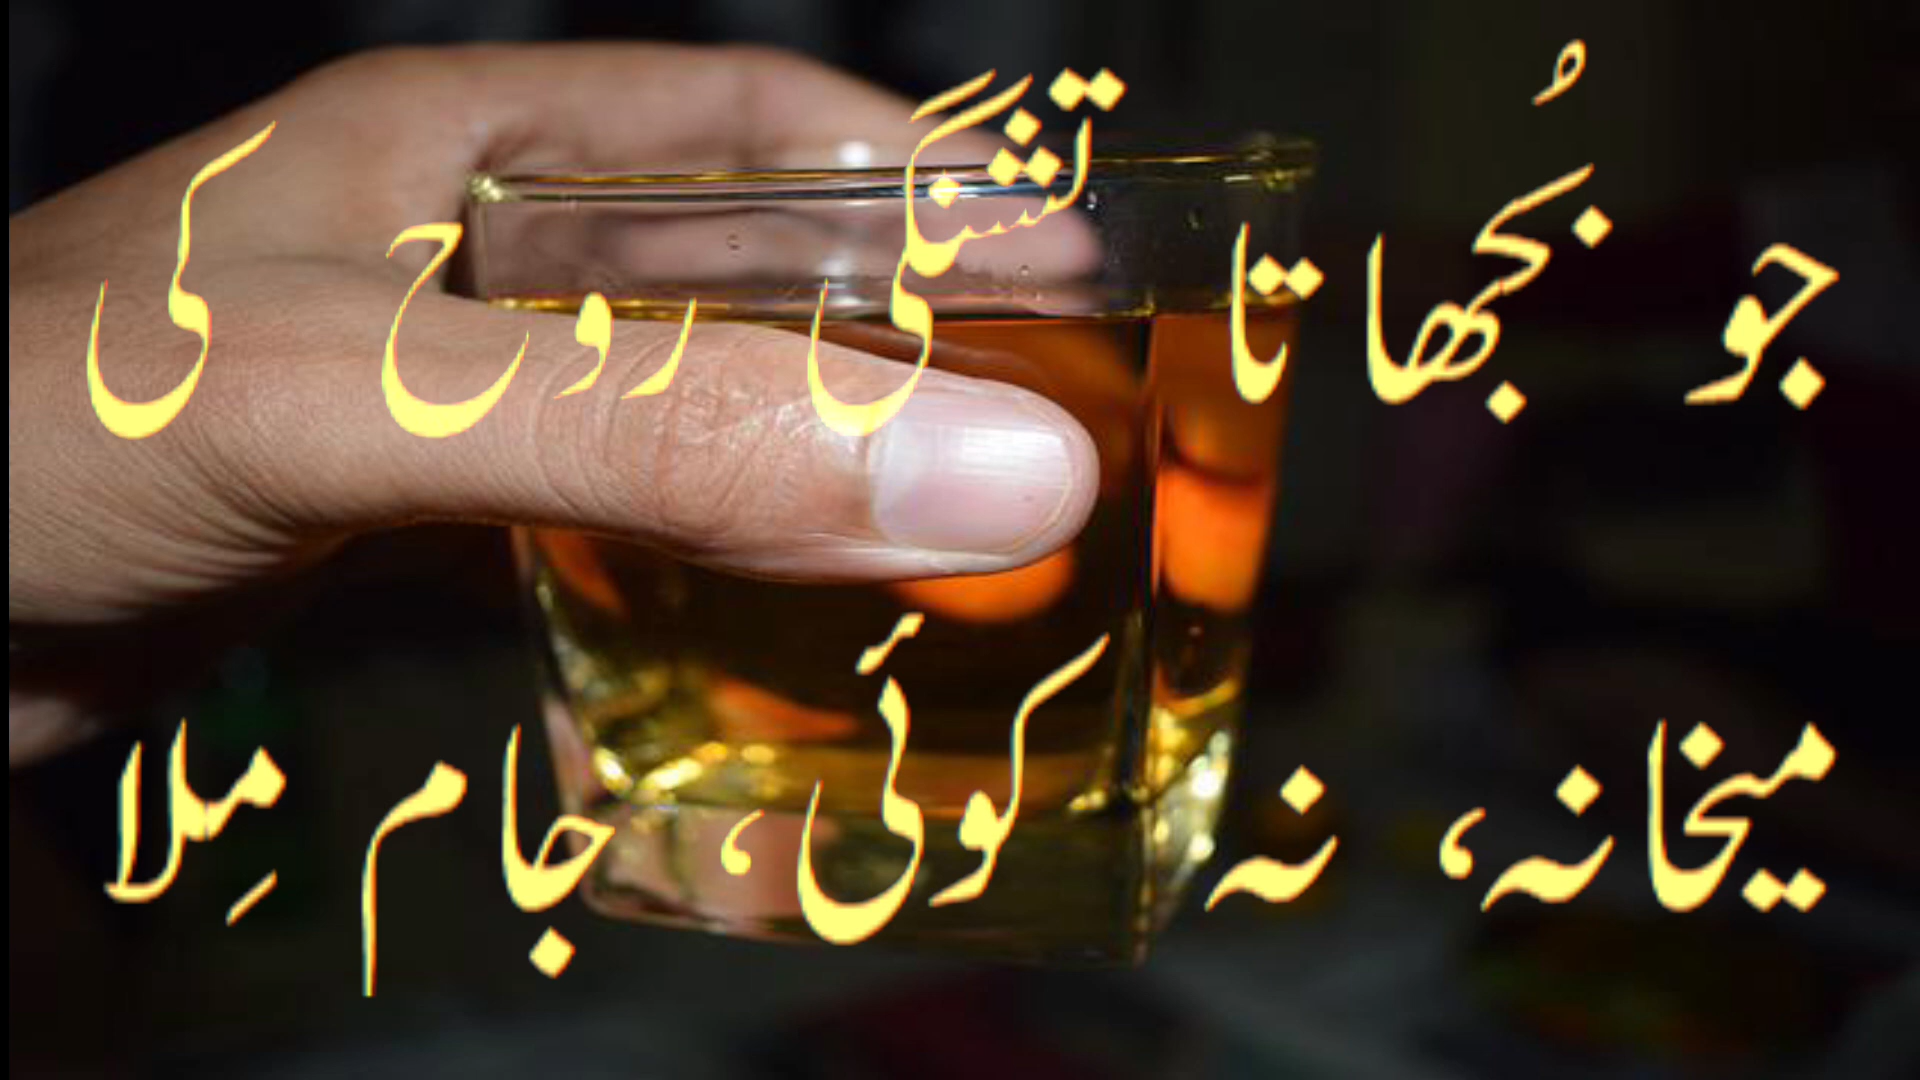 جو بُجھاتا تشنگی روح کی
میخانہ، نہ کوئی، جام مِلا